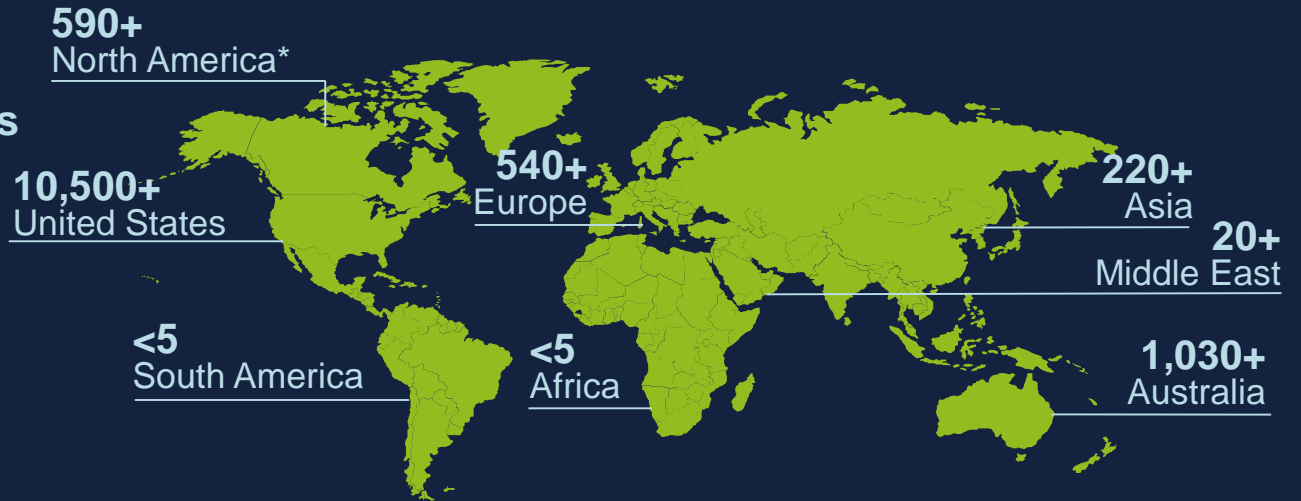 590+
North America*
10,500+
United States
540+
Europe
220+
Asia
20+
Middle East
<5
South America
<5
Africa
1,030+
Australia